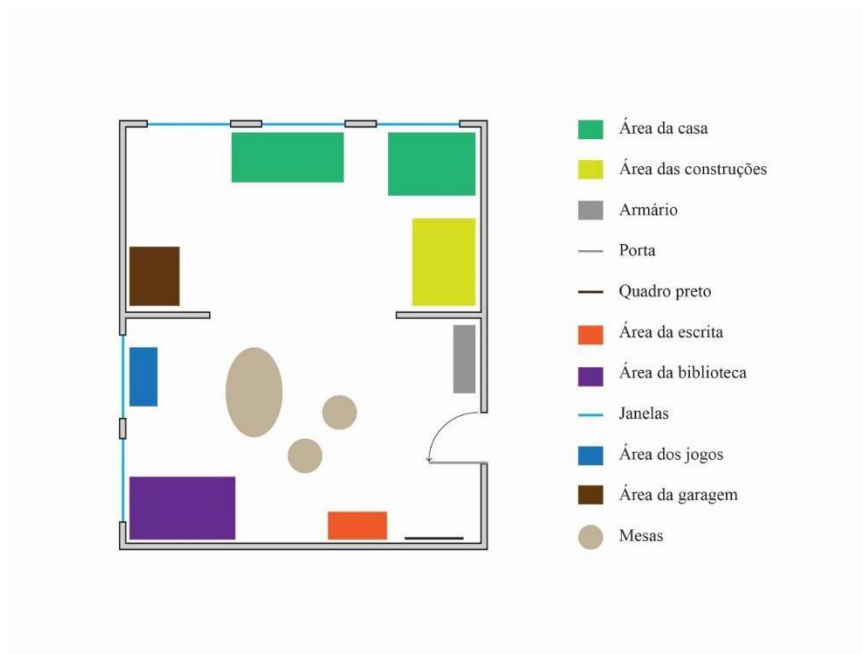 Área da casa
Área das construções
Armário
Porta
Quadro preto
Área da escrita
Área da biblioteca
Janelas
Área dos jogos
Área da garagem
Mesas